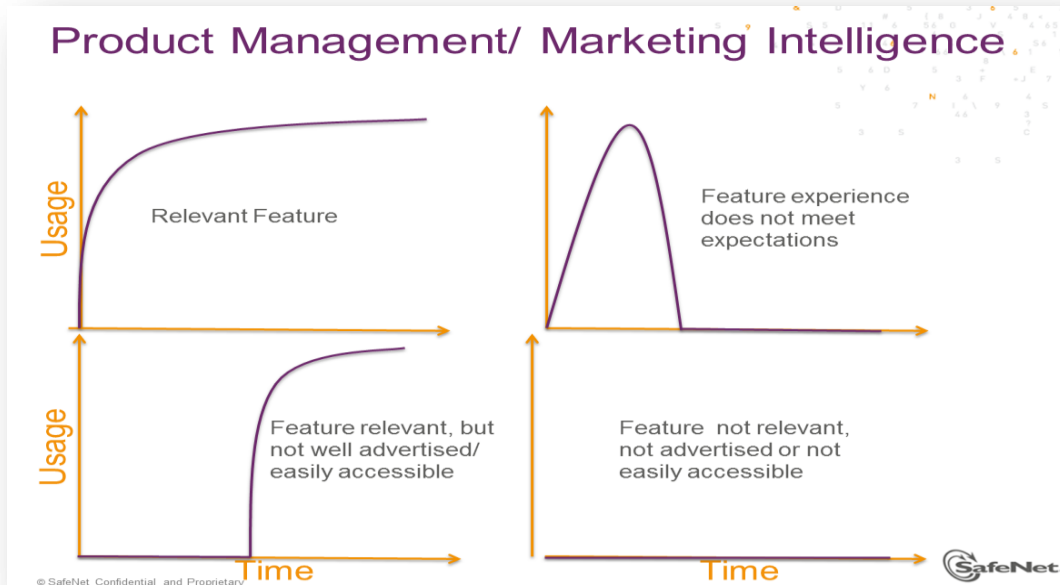 Product Management/ Marketing Intelligence
Usage
Relevant Feature
Feature experience
does not meet
expectations
Usage
Feature relevant, but
not well advertised/
easily accessible
Feature not relevant,
not advertised or not
easily accessible
Time
Time
© SafeNet Confidential and Proprietary
SafeNet